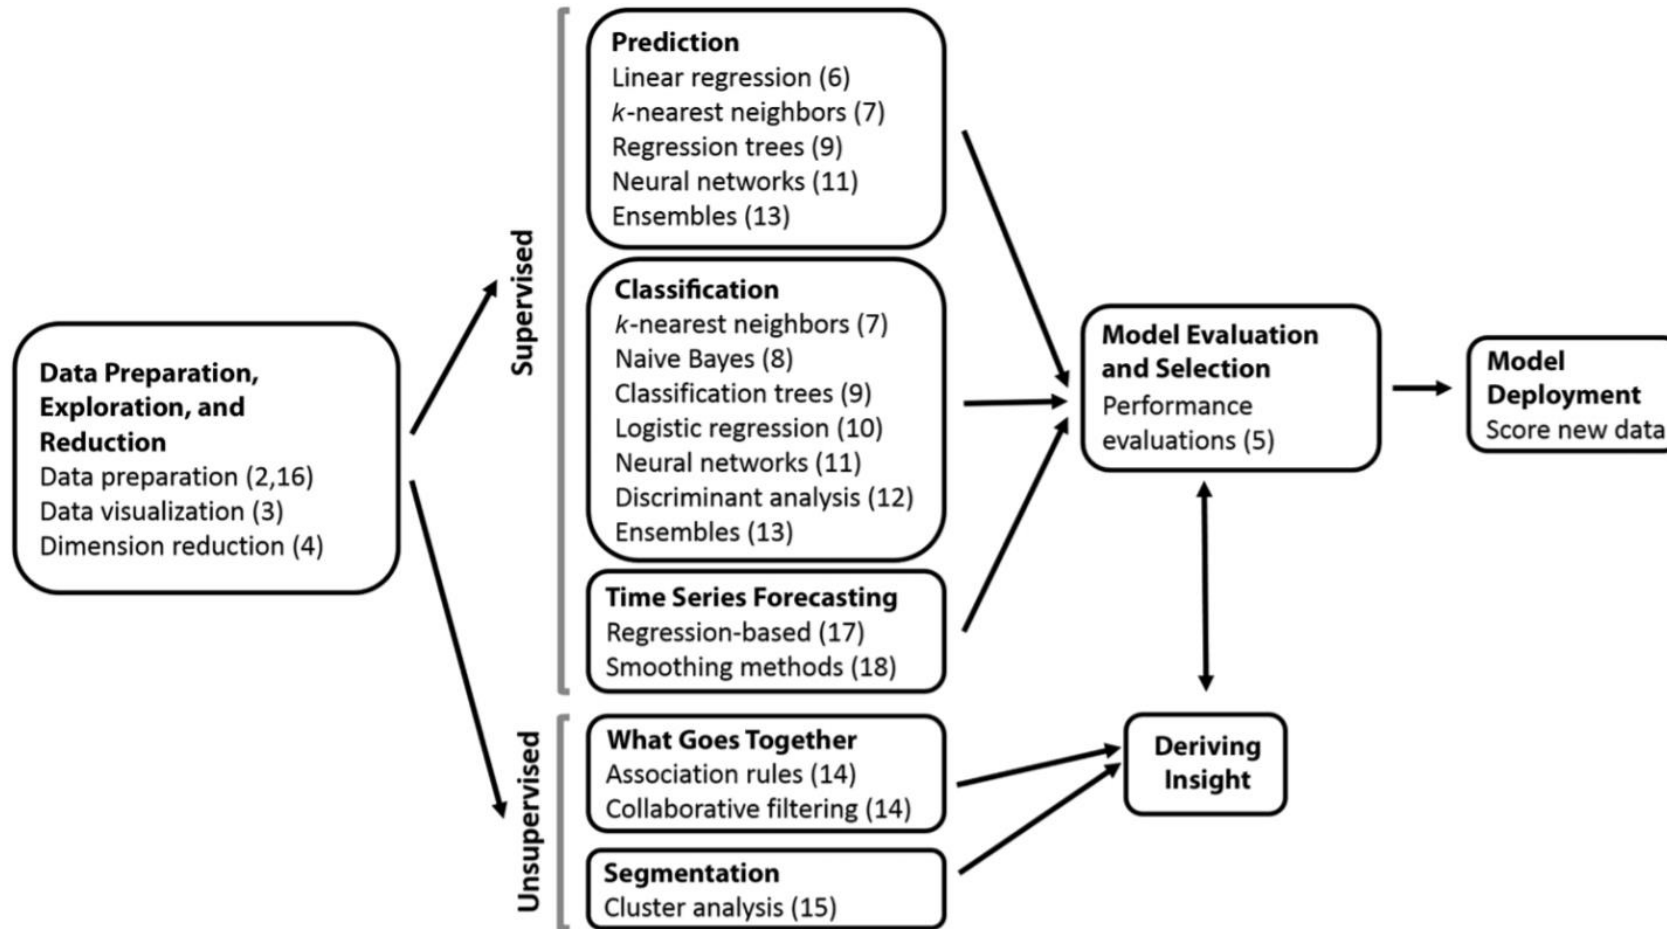 Data Preparation,
Exploration, and
Reduction
Data preparation (2,16)
Data visualization (3)
Dimension reduction (4)
Supervised
Prediction
Linear regression (6)
k-nearest neighbors (7)
Regression trees (9)
Neural networks (11)
Ensembles (13)
Classification
k-nearest neighbors (7)
Naive Bayes (8)
Classification trees (9)
Logistic regression (10)
Neural networks (11)
Discriminant analysis (12)
Ensembles (13)
Time Series Forecasting
Regression-based (17)
Smoothing methods (18)
Unsupervised
What Goes Together
Association rules (14)
Collaborative filtering (14)
Segmentation
Cluster analysis (15)
Model Evaluation
and Selection
Performance
evaluations (5)
Deriving
Insight
Model
Deployment
Score new data